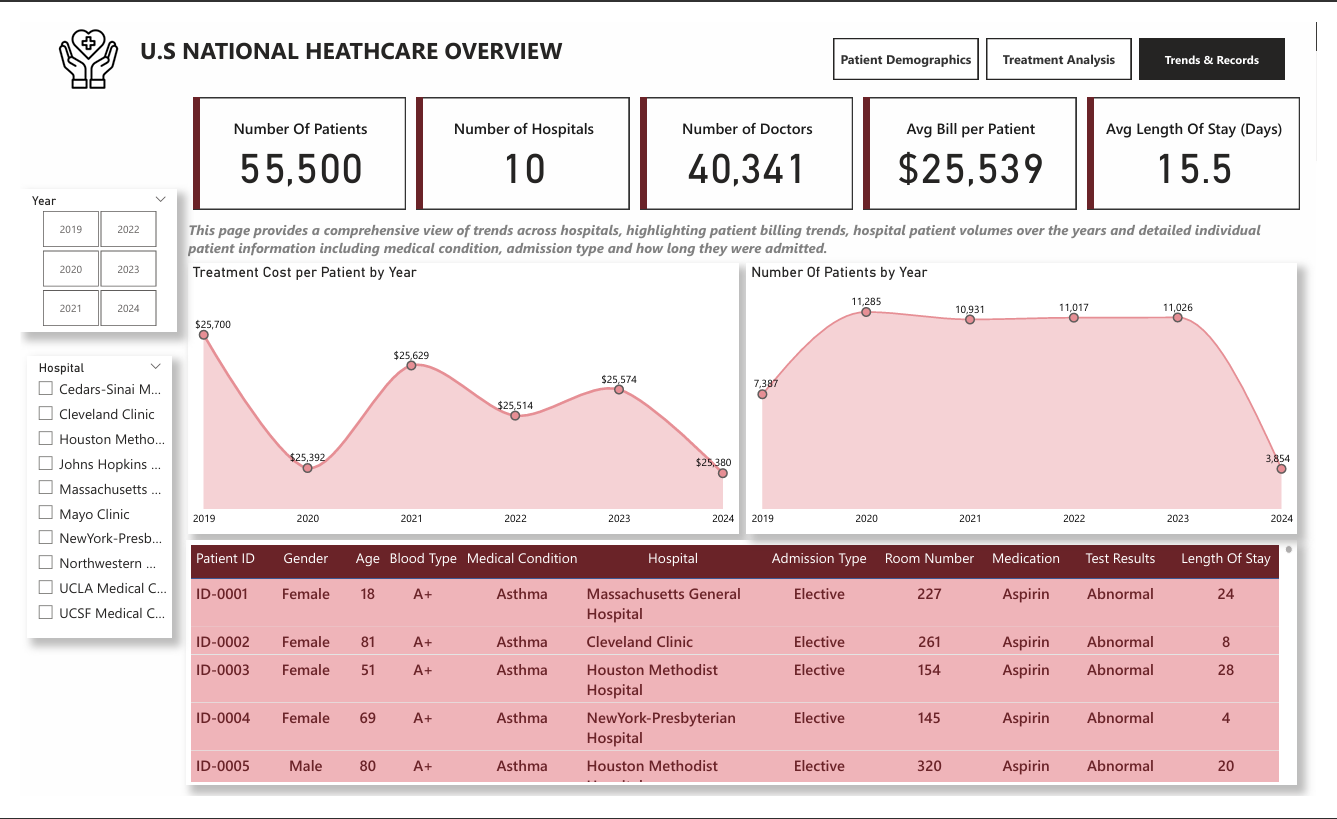 U.S NATIONAL HEATHCARE OVERVIEW
Patient Demographics
Treatment Analysis
Trends & Records
Number Of Patients
55,500
Number of Hospitals
10
Number of Doctors
40,341
Avg Bill per Patient
$25,539
Avg Length Of Stay (Days)
15.5
Year
2019 2022
2020 2023
2021 2024
Hospital
Cedars-Sinai M...
Cleveland Clinic
Houston Metho...
Johns Hopkins ...
Massachusetts ...
Mayo Clinic
NewYork-Presb...
Northwestern ...
UCLA Medical C...
UCSF Medical C...
This page provides a comprehensive view of trends across hospitals, highlighting patient billing trends, hospital patient volumes over the years and detailed individual
patient information including medical condition, admission type and how long they were admitted.
Treatment Cost per Patient by Year
$25,700
$25,392
$25,629
$25,514
$25,574
$25,380
2019 2020 2021 2022 2023 2024
Number Of Patients by Year
7,387
11,285
10,931
11,017
11,026
3,854
2019 2020 2021 2022 2023 2024
Patient ID Gender Age Blood Type Medical Condition Hospital Admission Type Room Number Medication Test Results Length Of Stay
ID-0001 Female 18 A+ Asthma Massachusetts General Elective 227 Aspirin Abnormal 24
Hospital
ID-0002 Female 81 A+ Asthma Cleveland Clinic Elective 261 Aspirin Abnormal 8
ID-0003 Female 51 A+ Asthma Houston Methodist Elective 154 Aspirin Abnormal 28
Hospital
ID-0004 Female 69 A+ Asthma NewYork-Presbyterian Elective 145 Aspirin Abnormal 4
Hospital
ID-0005 Male 80 A+ Asthma Houston Methodist Elective 320 Aspirin Abnormal 20